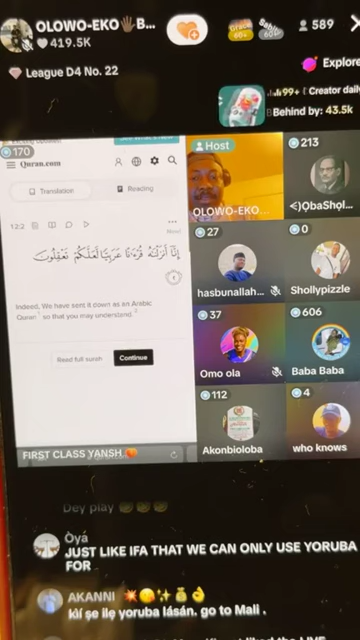 OLOWO-EKO🖐🏿B...
419.5K
589
League D4 No. 22
Explore
99+
Creator daily
Behind by: 43.5k
170
Quran.com
Translation
Reading
12:2
إِنَّآ أَنزَلْنَـٰهُ قُرْءَٰنًا عَرَبِيًّا لَّعَلَّكُمْ تَعْقِلُونَ
Indeed, We have sent it down as an Arabic
Quran so that you may understand
Read full surah
Continue
FIRST CLASS YANSH.🍑
Host
OLOWO-EKO...
213
<)ObaShọl...
27
hasbunallah...
0
Shollypizzle
37
Omo ola
606
Baba Baba
112
Akonbioloba
4
who knows
Dey play
Òyá
JUST LIKE IFA THAT WE CAN ONLY USE YORUBA
FOR
AKANNI
kìí ṣe ilẹ yoruba lásán. go to Mali .